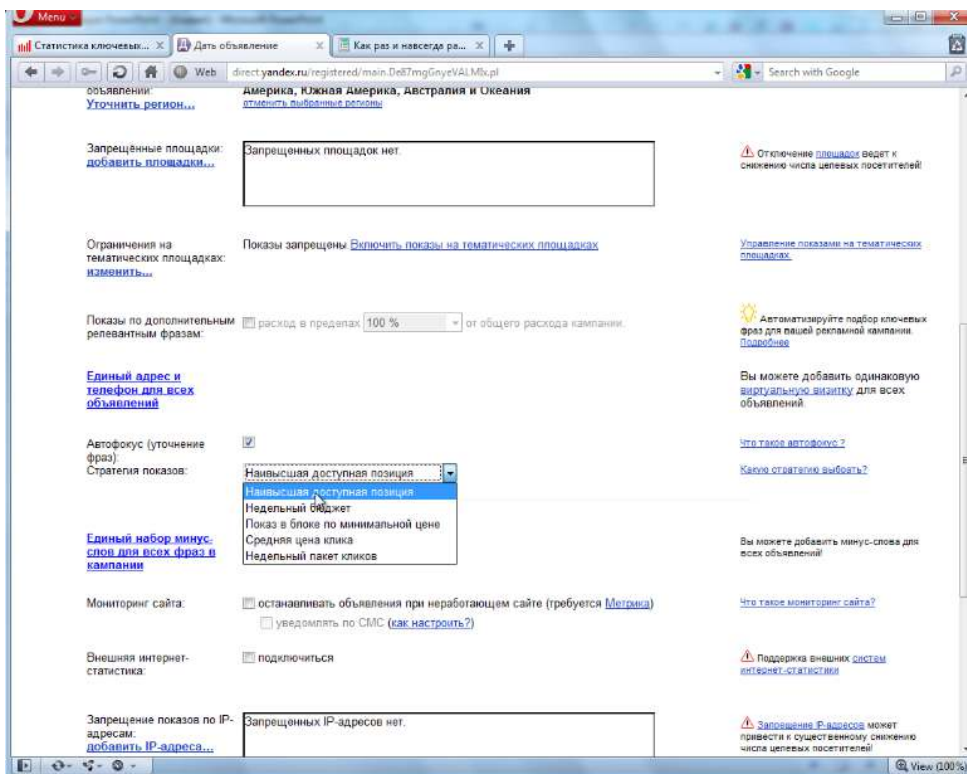 Menu
Статистика ключевых... Дать объявление Как раз и навсегда ра...
Web direct.yandex.ru/registered/main.De87mgGnyeVALMIx.pl Search with Google
объявлении: Америка, Южная Америка, Австралия и Океания
Уточнить регион... отменить выбранные регионы
Запрещённые площадки: Запрещенных площадок нет.
добавить площадки...
Отключение площадок ведет к
снижению числа целевых посетителей!
Ограничения на Показы запрещены Включить показы на тематических площадках
тематических площадках:
изменить...
Управление показами на тематических
площадках.
Показы по дополнительным расход в пределах 100 % от общего расхода кампании.
релевантным фразам:
Автоматизируйте подбор ключевых
фраз для вашей рекламной кампании.
Подробнее
Единый адрес и
телефон для всех
объявлений
Вы можете добавить одинаковую
виртуальную визитку для всех
объявлений.
Автофокус (уточнение
фраз):
Что такое автофокус?
Стратегия показов: Наивысшая доступная позиция Какую стратегию выбрать?
Наивысшая доступная позиция
Недельный бюджет
Показ в блоке по минимальной цене
Средняя цена клика
Недельный пакет кликов
Единый набор минус-
слов для всех фраз в
кампании
Вы можете добавить минус-слова для
всех объявлений!
Мониторинг сайта: останавливать объявления при неработающем сайте (требуется Метрика) Что такое мониторинг сайта?
уведомлять по СМС (как настроить?)
Внешняя интернет- подключиться
статистика:
Поддержка внешних систем
интернет-статистики
Запрещение показов по IP- Запрещенных IP-адресов нет.
адресам:
добавить IP-адреса...
Запрещение IP-адресов может
привести к существенному снижению
числа целевых посетителей!
View (100%)